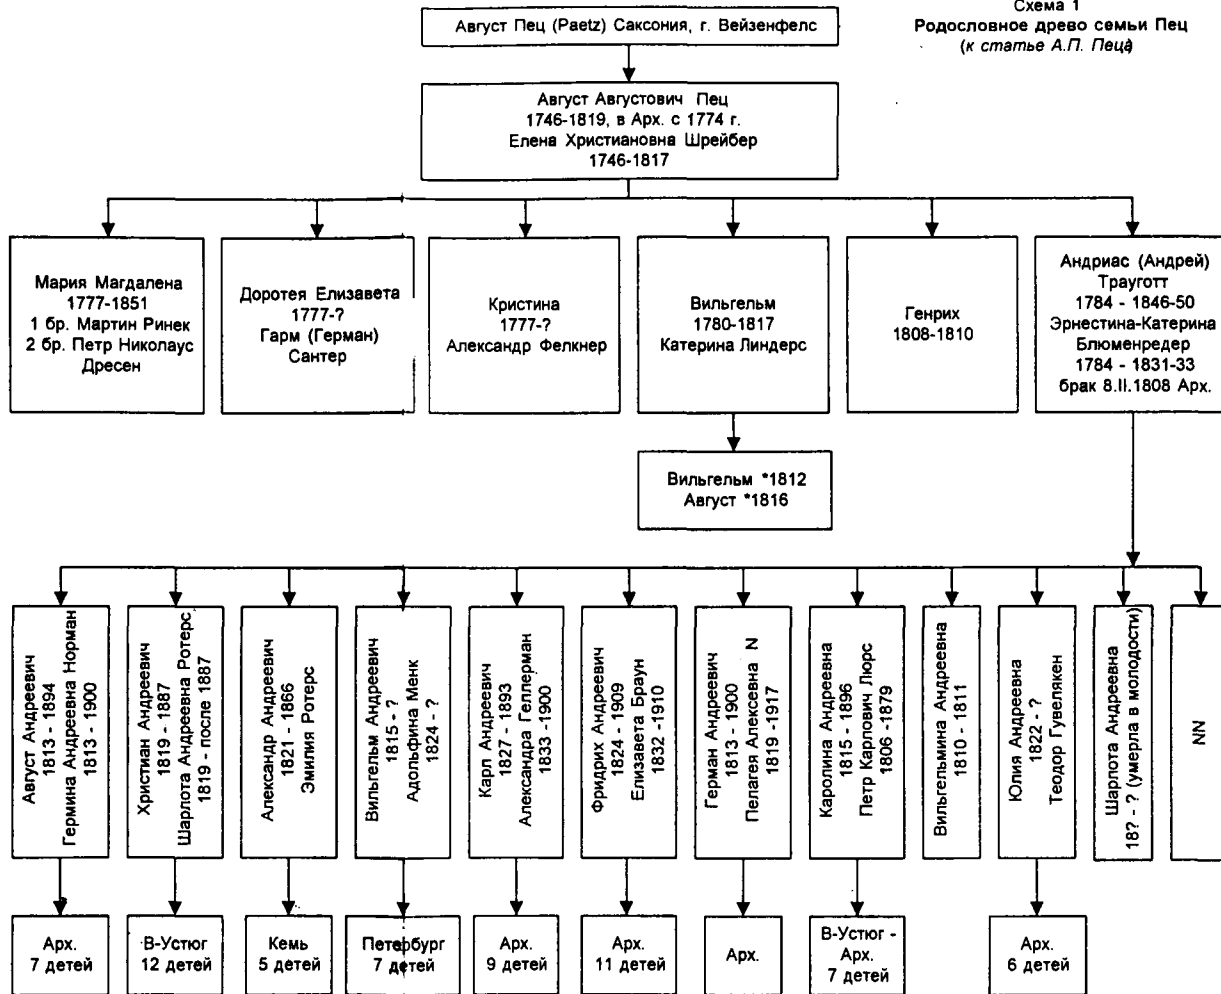 Схема 1
Родословное древо семьи Пец
(к статье А.П. Пеца)
Август Пец (Paetz) Саксония, г. Вейзенфелс
Август Августович Пец
1746-1819, в Арх. с 1774 г.
Елена Христиановна Шрейбер
1746-1817
Мария Магдалена
1777-1851
1 бр. Мартин Ринек
2 бр. Петр Николаус
Дресен
Доротея Елизавета
1777-?
Гарм (Герман)
Сантер
Кристина
1777-?
Александр Фелкнер
Вильгельм
1780-1817
Катерина Линдерс
Генрих
1808-1810
Андриас (Андрей)
Трауготт
1784 - 1846-50
Эрнестина-Катерина
Блюменредер
1784 - 1831-33
брак 8.II.1808 Арх.
Вильгельм *1812
Август *1816
Август Андреевич
1813 - 1894
Гермина Андреевна Норман
1813 - 1900
Христиан Андреевич
1819 - 1887
Шарлота Андреевна Ротерс
1819 - после 1887
Александр Андреевич
1821 - 1866
Эмилия Ротерс
Вильгельм Андреевич
1815 - ?
Адольфина Менк
1824 - ?
Карл Андреевич
1827 - 1893
Александра Геллерман
1833 -1900
Фридрих Андреевич
1824 - 1909
Елизавета Браун
1832 -1910
Герман Андреевич
1813 - 1900
Пелагея Алексеевна N
1819 -1917
Каролина Андреевна
1815 - 1896
Петр Карлович Люрс
1806 -1879
Вильгельмина Андреевна
1810 - 1811
Юлия Андреевна
1822 - ?
Теодор Гувелякен
Шарлота Андреевна
18? - ? (умерла в молодости)
NN
Арх.
7 детей
В-Устюг
12 детей
Кемь
5 детей
Петербург
7 детей
Арх.
9 детей
Арх.
11 детей
Арх.
В-Устюг -
Арх.
7 детей
Арх.
6 детей